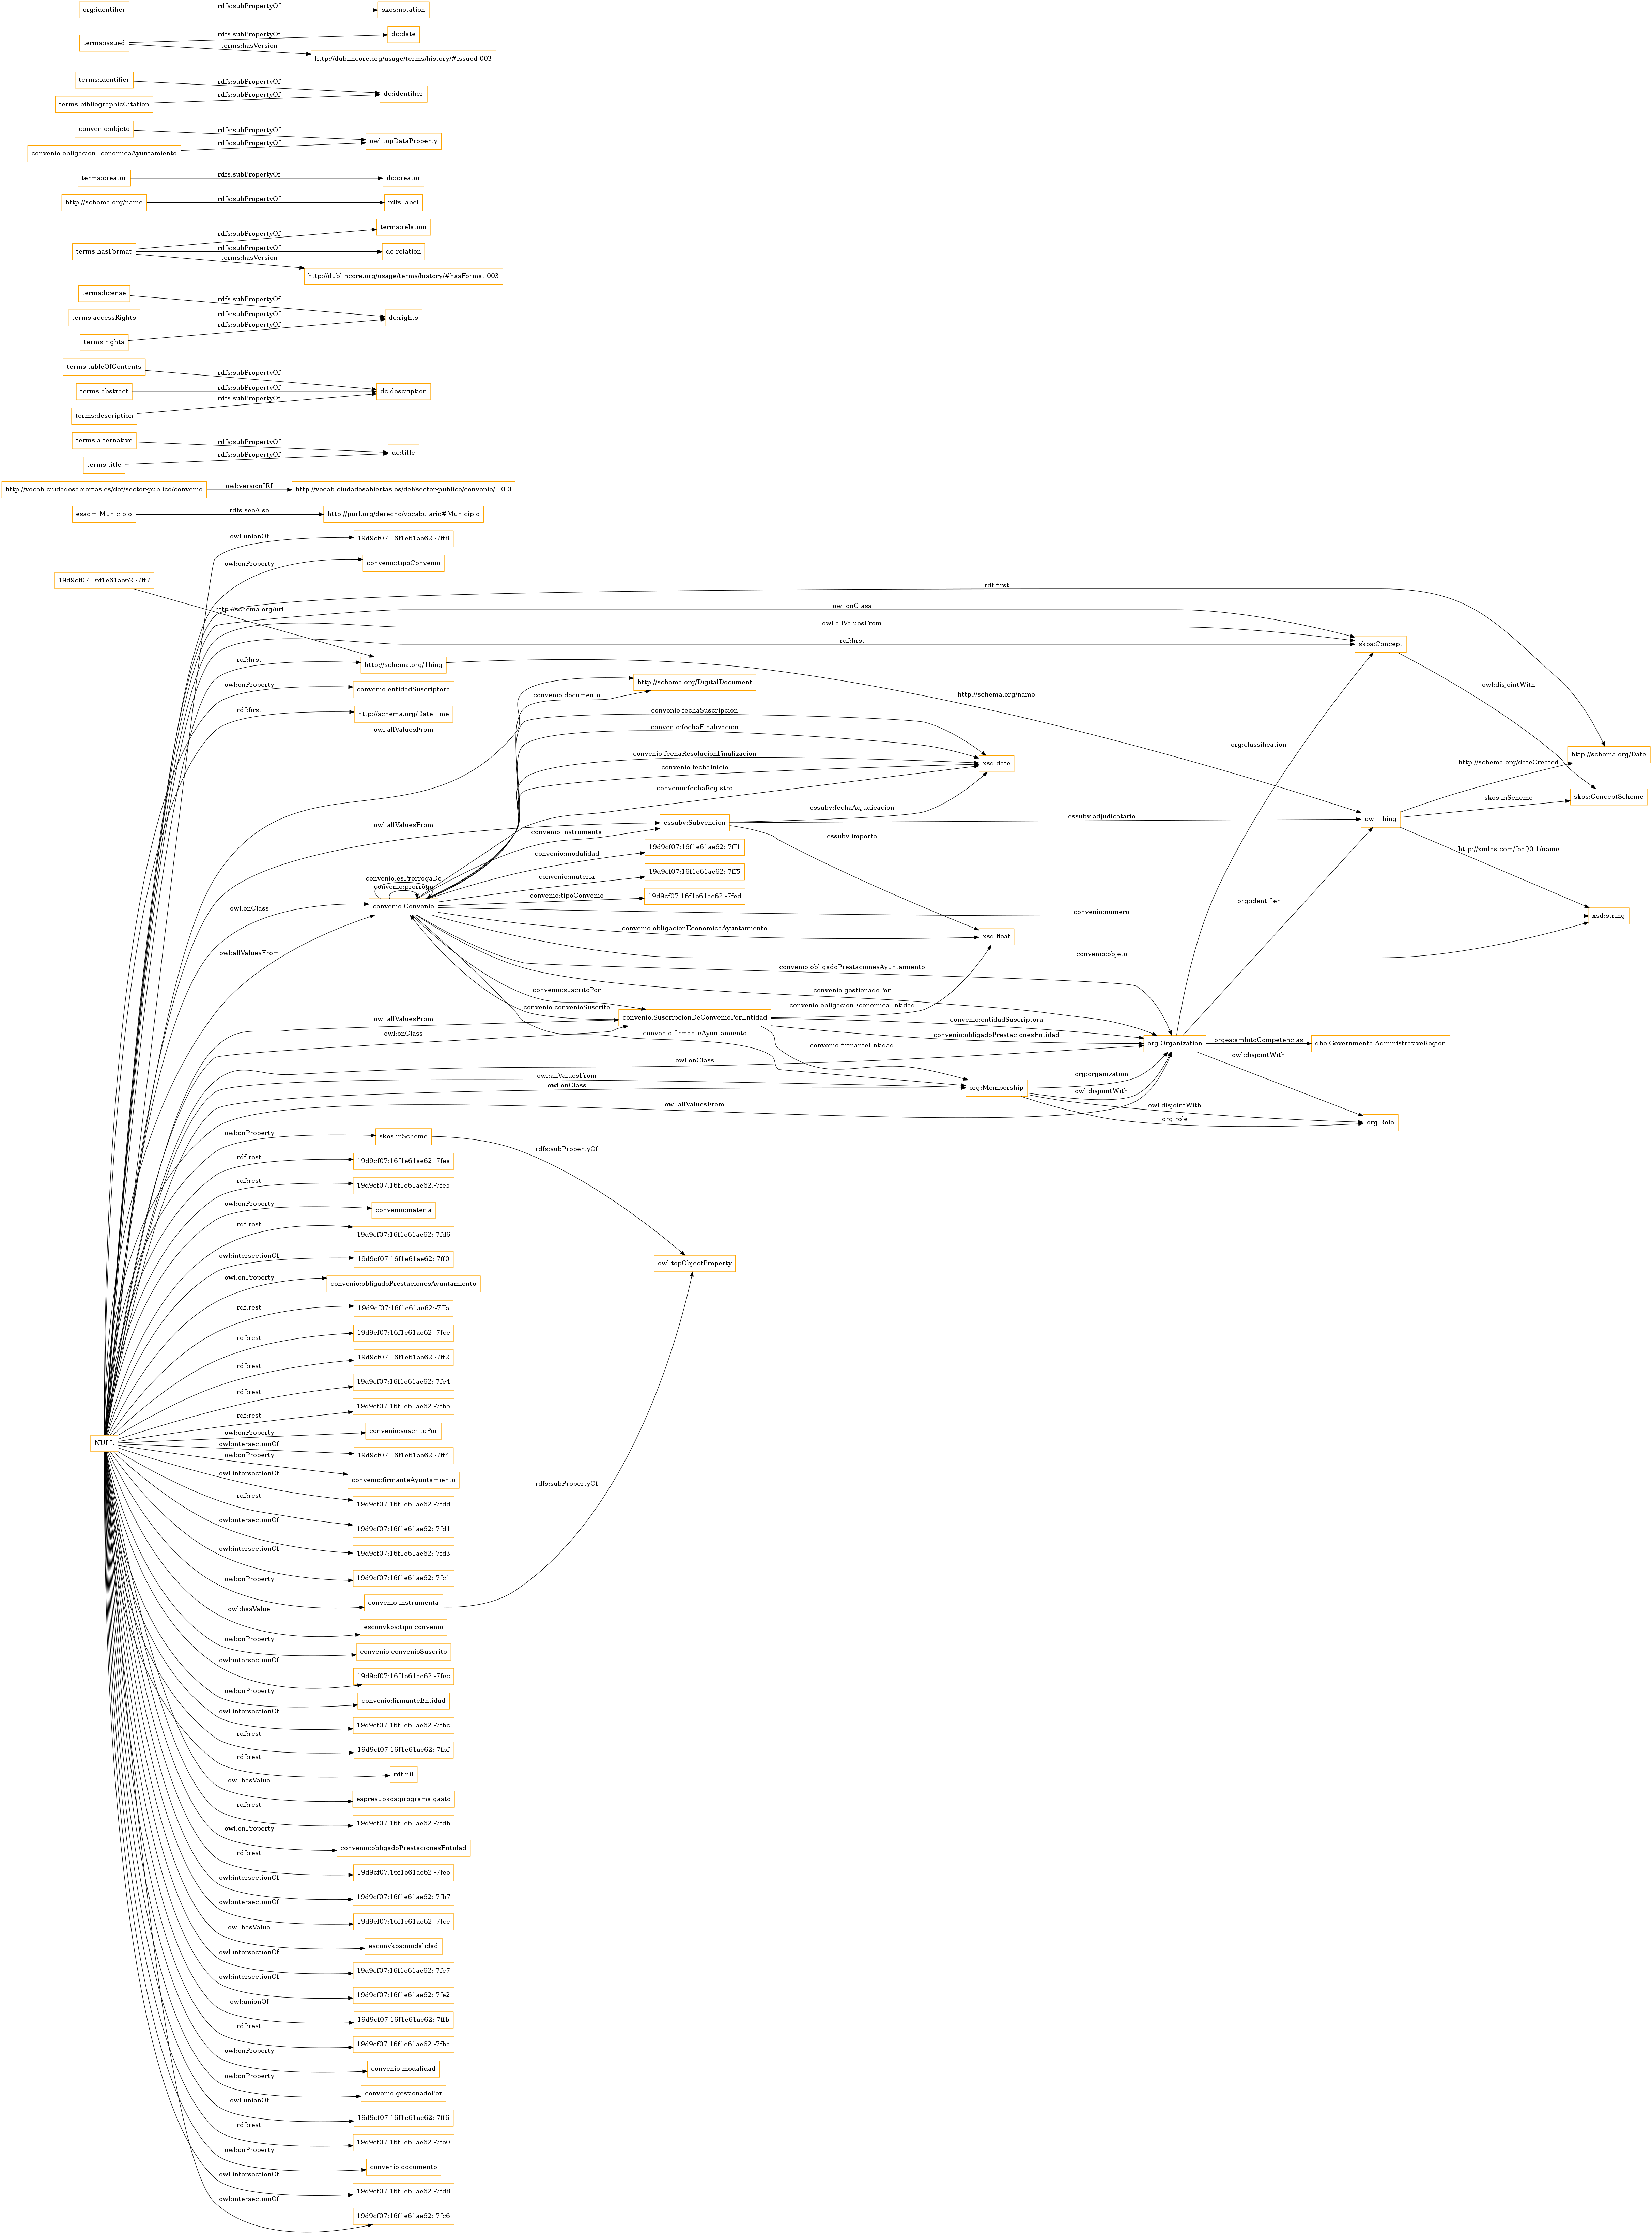 org:identifier
rdfs:subPropertyOf
skos:notation
terms:issued
rdfs:subPropertyOf
dc:date
terms:hasVersion
http://dublincore.org/usage/terms/history/#issued-003
terms:identifier
rdfs:subPropertyOf
terms:bibliographicCitation
rdfs:subPropertyOf
dc:identifier
convenio:objeto
rdfs:subPropertyOf
convenio:obligacionEconomicaAyuntamiento
rdfs:subPropertyOf
owl:topDataProperty
terms:creator
rdfs:subPropertyOf
dc:creator
http://schema.org/name
rdfs:subPropertyOf
rdfs:label
terms:hasFormat
rdfs:subPropertyOf
terms:relation
rdfs:subPropertyOf
dc:relation
terms:hasVersion
http://dublincore.org/usage/terms/history/#hasFormat-003
terms:license
rdfs:subPropertyOf
terms:accessRights
rdfs:subPropertyOf
dc:rights
terms:rights
rdfs:subPropertyOf
terms:tableOfContents
rdfs:subPropertyOf
terms:abstract
rdfs:subPropertyOf
dc:description
terms:description
rdfs:subPropertyOf
terms:alternative
rdfs:subPropertyOf
terms:title
rdfs:subPropertyOf
dc:title
http://vocab.ciudadesabiertas.es/def/sector-publico/convenio
owl:versionIRI
http://vocab.ciudadesabiertas.es/def/sector-publico/convenio/1.0.0
esadm:Municipio
rdfs:seeAlso
http://purl.org/derecho/vocabulario#Municipio
owl:unionOf
19d9cf07:16f1e61ae62:-7ff8
owl:onProperty
convenio:tipoConvenio
19d9cf07:16f1e61ae62:-7ff7
http://schema.org/url
rdf:first
owl:onClass
owl:allValuesFrom
rdf:first
skos:Concept
rdf:first
http://schema.org/Thing
owl:onProperty
convenio:entidadSuscriptora
rdf:first
http://schema.org/DateTime
owl:allValuesFrom
convenio:documento
http://schema.org/DigitalDocument
http://schema.org/name
owl:disjointWith
convenio:fechaSuscripcion
convenio:fechaFinalizacion
convenio:fechaResolucionFinalizacion
convenio:fechaInicio
convenio:fechaRegistro
xsd:date
org:classification
http://schema.org/Date
http://schema.org/dateCreated
skos:inScheme
skos:ConceptScheme
owl:allValuesFrom
convenio:instrumenta
essubv:Subvencion
essubv:fechaAdjudicacion
essubv:adjudicatario
owl:Thing
essubv:importe
http://xmlns.com/foaf/0.1/name
convenio:modalidad
19d9cf07:16f1e61ae62:-7ff1
convenio:materia
19d9cf07:16f1e61ae62:-7ff5
convenio:tipoConvenio
19d9cf07:16f1e61ae62:-7fed
convenio:esProrrogaDe
convenio:prorroga
convenio:Convenio
owl:onClass
convenio:numero
xsd:string
org:identifier
convenio:obligacionEconomicaAyuntamiento
xsd:float
convenio:objeto
owl:allValuesFrom
convenio:obligadoPrestacionesAyuntamiento
convenio:suscritoPor
convenio:gestionadoPor
convenio:convenioSuscrito
convenio:obligacionEconomicaEntidad
owl:allValuesFrom
convenio:SuscripcionDeConvenioPorEntidad
convenio:entidadSuscriptora
owl:onClass
convenio:firmanteAyuntamiento
convenio:obligadoPrestacionesEntidad
convenio:firmanteEntidad
org:Organization
orges:ambitoCompetencias
dbo:GovernmentalAdministrativeRegion
owl:disjointWith
owl:onClass
owl:allValuesFrom
owl:onClass
org:Membership
org:organization
owl:disjointWith
owl:disjointWith
org:role
org:Role
owl:allValuesFrom
owl:onProperty
skos:inScheme
rdfs:subPropertyOf
rdf:rest
19d9cf07:16f1e61ae62:-7fea
rdf:rest
19d9cf07:16f1e61ae62:-7fe5
owl:onProperty
convenio:materia
rdf:rest
19d9cf07:16f1e61ae62:-7fd6
owl:intersectionOf
19d9cf07:16f1e61ae62:-7ff0
owl:topObjectProperty
owl:onProperty
convenio:obligadoPrestacionesAyuntamiento
rdf:rest
19d9cf07:16f1e61ae62:-7ffa
rdf:rest
19d9cf07:16f1e61ae62:-7fcc
rdf:rest
19d9cf07:16f1e61ae62:-7ff2
rdf:rest
19d9cf07:16f1e61ae62:-7fc4
rdf:rest
19d9cf07:16f1e61ae62:-7fb5
owl:onProperty
convenio:suscritoPor
NULL
owl:intersectionOf
19d9cf07:16f1e61ae62:-7ff4
owl:onProperty
convenio:firmanteAyuntamiento
rdfs:subPropertyOf
owl:intersectionOf
19d9cf07:16f1e61ae62:-7fdd
rdf:rest
19d9cf07:16f1e61ae62:-7fd1
owl:intersectionOf
19d9cf07:16f1e61ae62:-7fd3
owl:intersectionOf
19d9cf07:16f1e61ae62:-7fc1
owl:onProperty
convenio:instrumenta
owl:hasValue
esconvkos:tipo-convenio
owl:onProperty
convenio:convenioSuscrito
owl:intersectionOf
19d9cf07:16f1e61ae62:-7fec
owl:onProperty
convenio:firmanteEntidad
owl:intersectionOf
19d9cf07:16f1e61ae62:-7fbc
rdf:rest
19d9cf07:16f1e61ae62:-7fbf
rdf:rest
rdf:nil
owl:hasValue
espresupkos:programa-gasto
rdf:rest
19d9cf07:16f1e61ae62:-7fdb
owl:onProperty
convenio:obligadoPrestacionesEntidad
rdf:rest
19d9cf07:16f1e61ae62:-7fee
owl:intersectionOf
19d9cf07:16f1e61ae62:-7fb7
owl:intersectionOf
19d9cf07:16f1e61ae62:-7fce
owl:hasValue
esconvkos:modalidad
owl:intersectionOf
19d9cf07:16f1e61ae62:-7fe7
owl:intersectionOf
19d9cf07:16f1e61ae62:-7fe2
owl:unionOf
19d9cf07:16f1e61ae62:-7ffb
rdf:rest
19d9cf07:16f1e61ae62:-7fba
owl:onProperty
convenio:modalidad
owl:onProperty
convenio:gestionadoPor
owl:unionOf
19d9cf07:16f1e61ae62:-7ff6
rdf:rest
19d9cf07:16f1e61ae62:-7fe0
owl:onProperty
convenio:documento
owl:intersectionOf
19d9cf07:16f1e61ae62:-7fd8
owl:intersectionOf
19d9cf07:16f1e61ae62:-7fc6